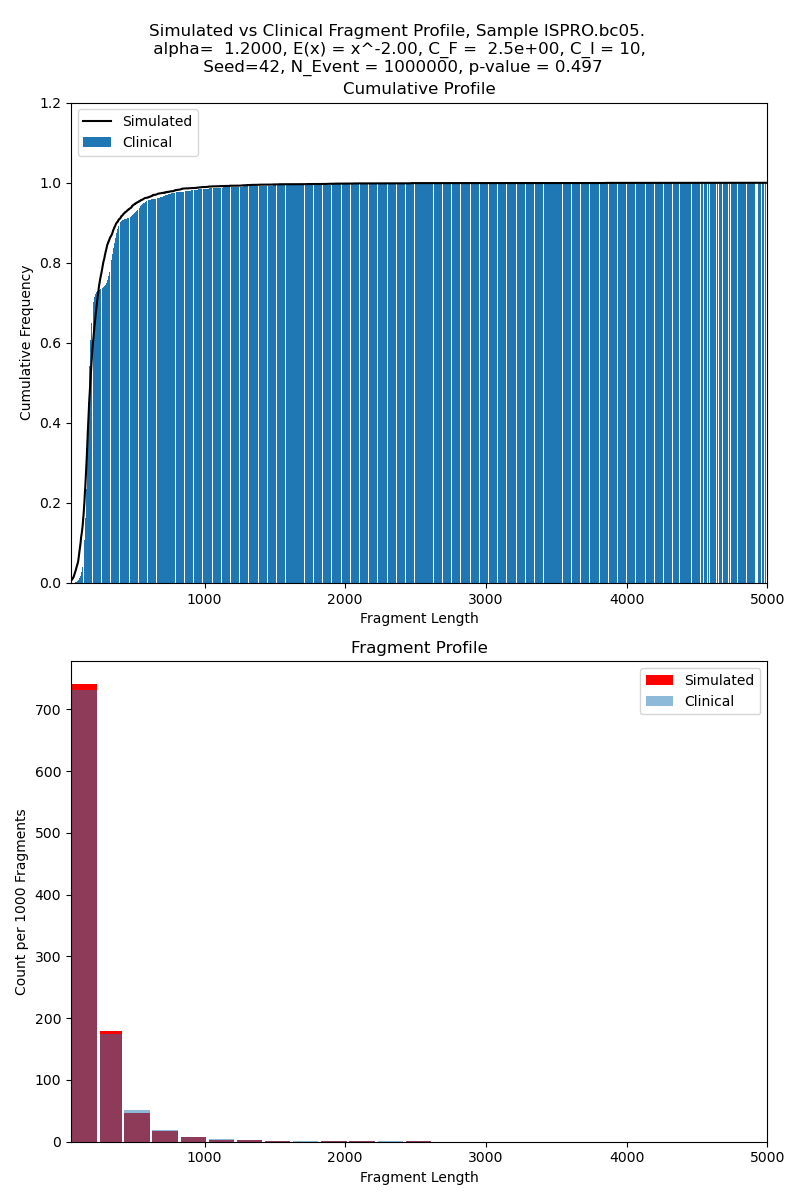 Simulated vs Clinical Fragment Profile, Sample ISPRO.bc05.
alpha=  1.2000, E(x) = x^-2.00, C_F =  2.5e+00, C_I = 10,
Seed=42, N_Event = 1000000, p-value = 0.497
Cumulative Profile
Simulated
Clinical
Cumulative Frequency
1.2
1.0
0.8
0.6
0.4
0.2
0.0
1000 2000 3000 4000 5000
Fragment Length
Fragment Profile
Simulated
Clinical
Count per 1000 Fragments
700
600
500
400
300
200
100
0
1000 2000 3000 4000 5000
Fragment Length